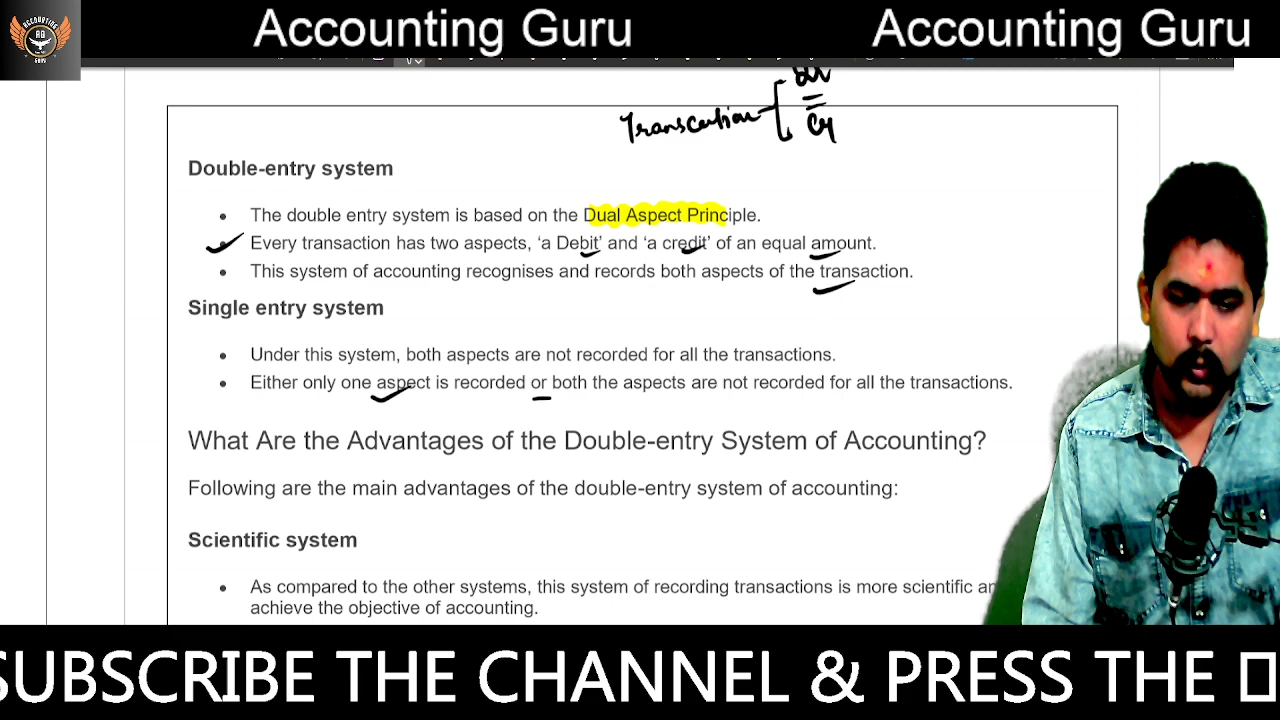 Accounting Guru
Accounting Guru
ACCOUNTING
AG
GURU
Transcation
Dr
Cr
Double-entry system
• The double entry system is based on the Dual Aspect Principle.
• Every transaction has two aspects, ‘a Debit’ and ‘a credit’ of an equal amount.
• This system of accounting recognises and records both aspects of the transaction.
Single entry system
• Under this system, both aspects are not recorded for all the transactions.
• Either only one aspect is recorded or both the aspects are not recorded for all the transactions.
What Are the Advantages of the Double-entry System of Accounting?
Following are the main advantages of the double-entry system of accounting:
Scientific system
• As compared to the other systems, this system of recording transactions is more scientific
achieve the objective of accounting.
SUBSCRIBE THE CHANNEL & PRESS THE